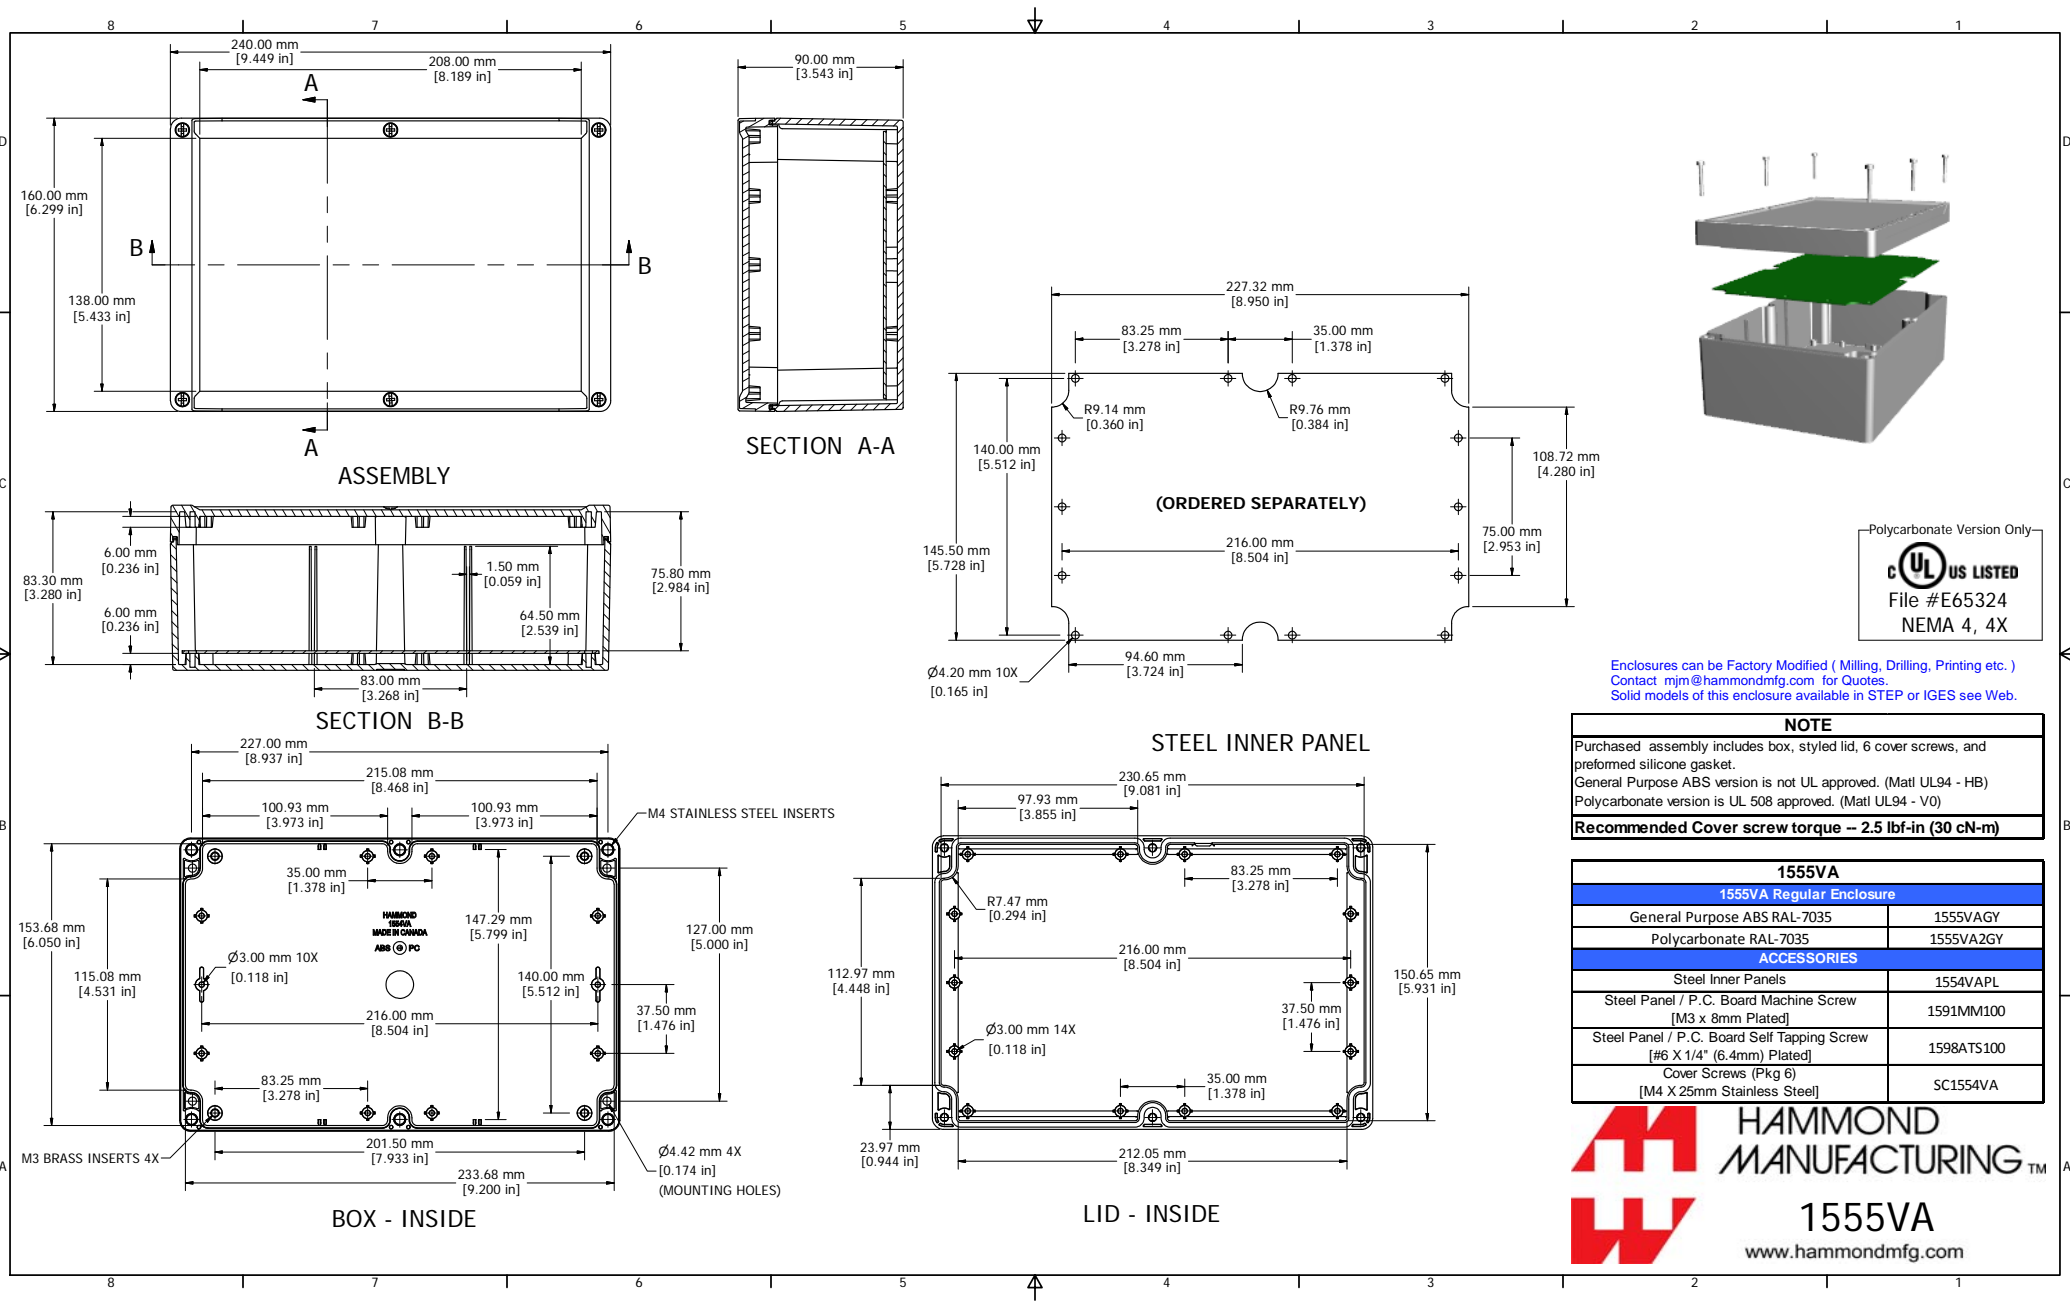 8 7 6 5 4 3 2 1
D
C
B
A
D
C
B
A
240.00 mm
[9.449 in]
208.00 mm
[8.189 in]
A
160.00 mm
[6.299 in]
138.00 mm
[5.433 in]
B
B
A
ASSEMBLY
90.00 mm
[3.543 in]
SECTION A-A
6.00 mm
[0.236 in]
83.30 mm
[3.280 in]
6.00 mm
[0.236 in]
1.50 mm
[0.059 in]
64.50 mm
[2.539 in]
75.80 mm
[2.984 in]
83.00 mm
[3.268 in]
SECTION B-B
227.32 mm
[8.950 in]
83.25 mm
[3.278 in]
35.00 mm
[1.378 in]
R9.14 mm
[0.360 in]
R9.76 mm
[0.384 in]
140.00 mm
[5.512 in]
108.72 mm
[4.280 in]
(ORDERED SEPARATELY)
145.50 mm
[5.728 in]
216.00 mm
[8.504 in]
75.00 mm
[2.953 in]
94.60 mm
[3.724 in]
Ø4.20 mm 10X
[0.165 in]
STEEL INNER PANEL
Polycarbonate Version Only
C UL US LISTED
File #E65324
NEMA 4, 4X
Enclosures can be Factory Modified ( Milling, Drilling, Printing etc. )
Contact mjm@hammondmfg.com for Quotes.
Solid models of this enclosure available in STEP or IGES see Web.
NOTE
Purchased assembly includes box, styled lid, 6 cover screws, and
preformed silicone gasket.
General Purpose ABS version is not UL approved. (Matl UL94 - HB)
Polycarbonate version is UL 508 approved. (Matl UL94 - V0)
Recommended Cover screw torque -- 2.5 lbf-in (30 cN-m)
227.00 mm
[8.937 in]
215.08 mm
[8.468 in]
100.93 mm
[3.973 in]
100.93 mm
[3.973 in]
M4 STAINLESS STEEL INSERTS
35.00 mm
[1.378 in]
HAMMOND
1554VA
MADE IN CANADA
ABS PC
147.29 mm
[5.799 in]
153.68 mm
[6.050 in]
127.00 mm
[5.000 in]
Ø3.00 mm 10X
[0.118 in]
115.08 mm
[4.531 in]
140.00 mm
[5.512 in]
216.00 mm
[8.504 in]
37.50 mm
[1.476 in]
83.25 mm
[3.278 in]
M3 BRASS INSERTS 4X
201.50 mm
[7.933 in]
233.68 mm
[9.200 in]
Ø4.42 mm 4X
[0.174 in]
(MOUNTING HOLES)
BOX - INSIDE
230.65 mm
[9.081 in]
97.93 mm
[3.855 in]
83.25 mm
[3.278 in]
R7.47 mm
[0.294 in]
216.00 mm
[8.504 in]
112.97 mm
[4.448 in]
150.65 mm
[5.931 in]
37.50 mm
[1.476 in]
Ø3.00 mm 14X
[0.118 in]
35.00 mm
[1.378 in]
23.97 mm
[0.944 in]
212.05 mm
[8.349 in]
LID - INSIDE
1555VA
1555VA Regular Enclosure
General Purpose ABS RAL-7035 1555VAGY
Polycarbonate RAL-7035 1555VA2GY
ACCESSORIES
Steel Inner Panels 1554VAPL
Steel Panel / P.C. Board Machine Screw
[M3 x 8mm Plated] 1591MM100
Steel Panel / P.C. Board Self Tapping Screw
[#6 X 1/4" (6.4mm) Plated] 1598ATS100
Cover Screws (Pkg 6)
[M4 X 25mm Stainless Steel] SC1554VA
HAMMOND
MANUFACTURING TM
1555VA
www.hammondmfg.com
8 7 6 5 4 3 2 1